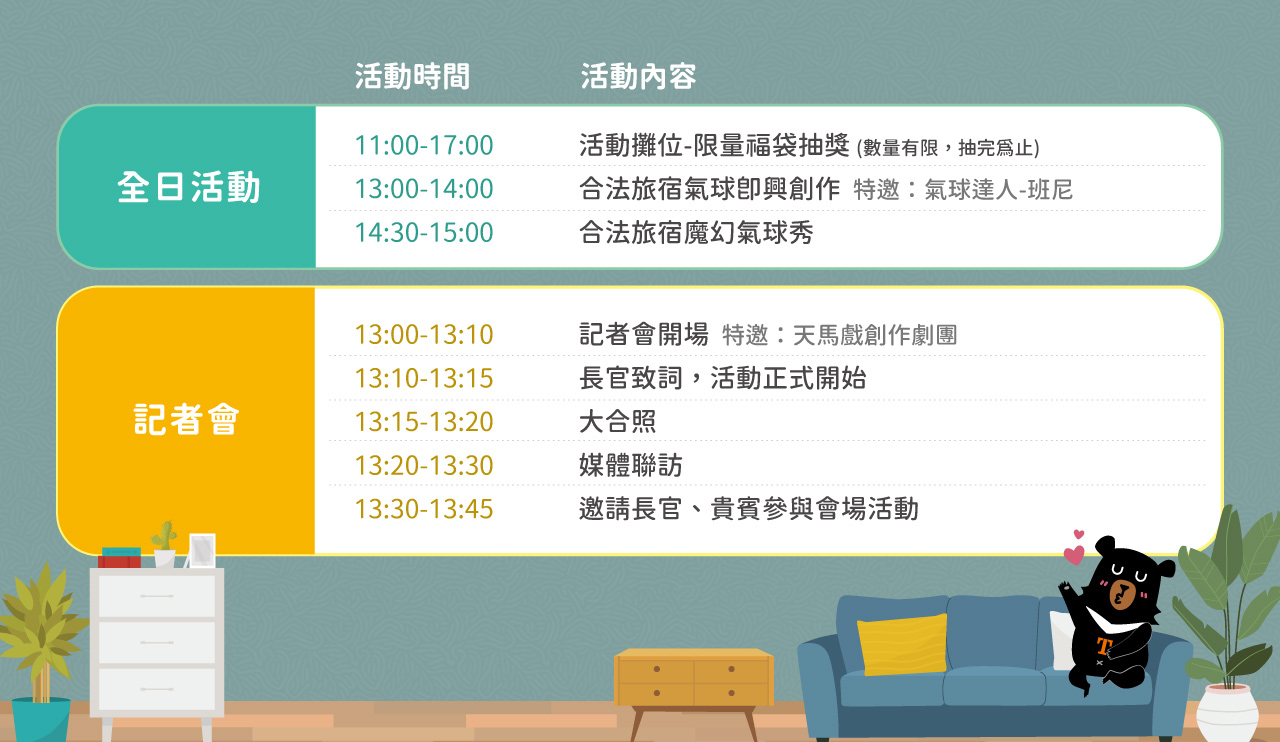 活動時間 活動內容
全日活動
11:00-17:00 活動攤位-限量福袋抽獎 (數量有限，抽完為止)
13:00-14:00 合法旅宿氣球即興創作 特邀：氣球達人-班尼
14:30-15:00 合法旅宿魔幻氣球秀
記者會
13:00-13:10 記者會開場 特邀：天馬戲創作劇團
13:10-13:15 長官致詞，活動正式開始
13:15-13:20 大合照
13:20-13:30 媒體聯訪
13:30-13:45 邀請長官、貴賓參與會場活動
T